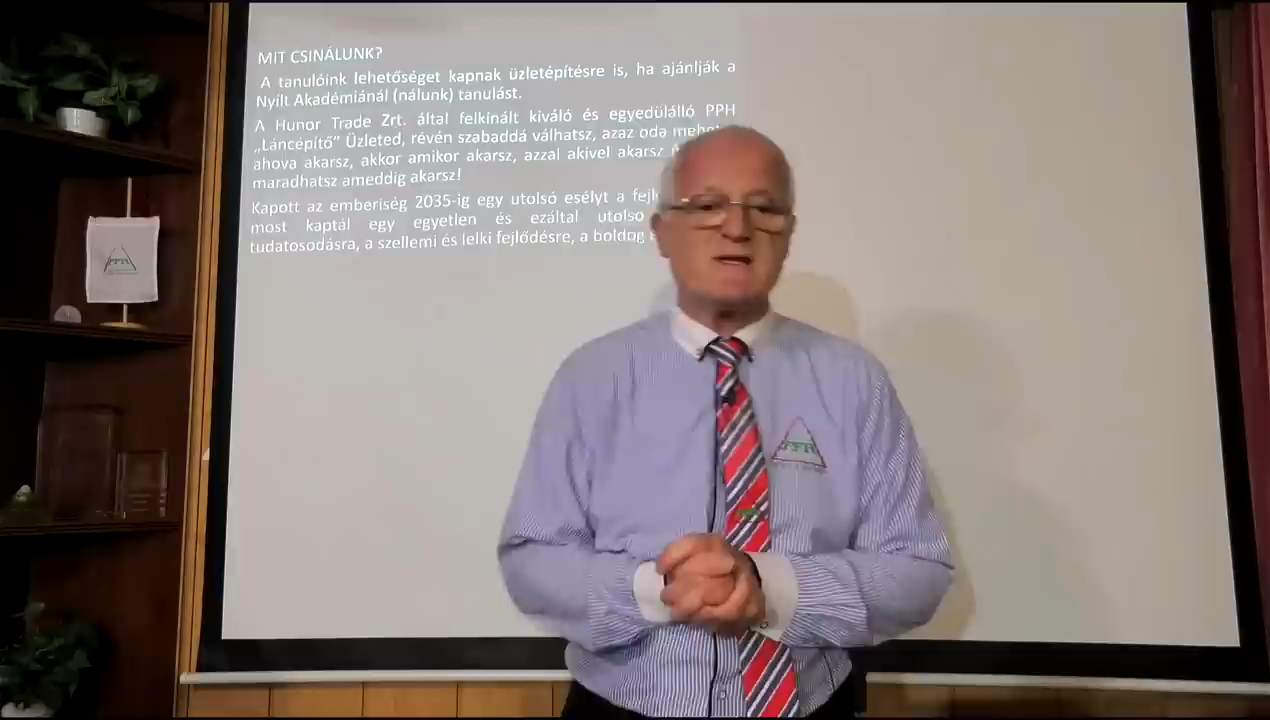 MIT CSINÁLUNK?
A tanulóink lehetőséget kapnak üzletépítésre is, ha ajánlják a
Nyílt Akadémiánál (nálunk) tanulást.
A Hunor Trade Zrt. által felkínált kiváló és egyedülálló PPH
„Láncépítő” Üzleted, révén szabaddá válhatsz, azaz oda
ahova akarsz, akkor amikor akarsz, azzal akivel akarsz
maradhatsz ameddig akarsz!
Kapott az emberiség 2035-ig egy utolsó esélyt a
most kaptál egy egyetlen és ezáltal utolsó
tudatosodásra, a szellemi és lelki fejlődésre, a boldog
PPH